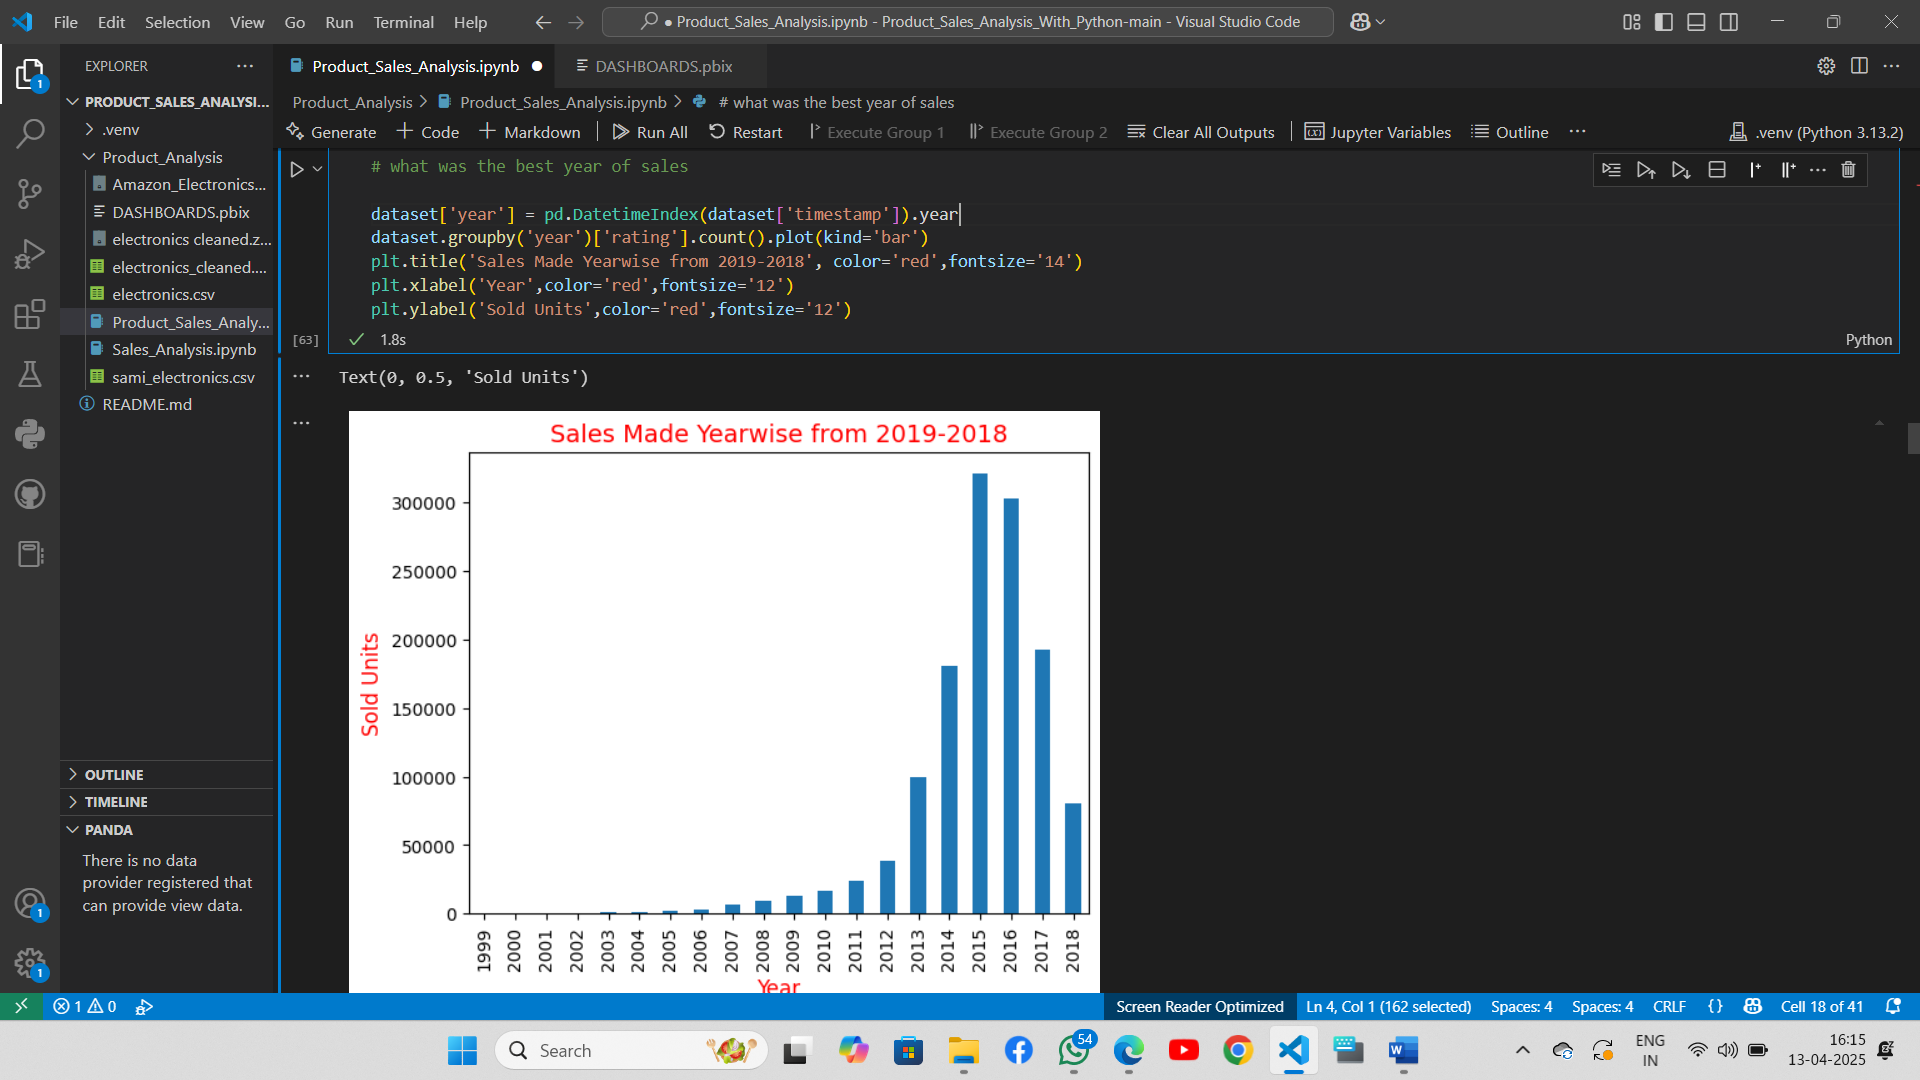 File Edit Selection View Go Run Terminal Help
● Product_Sales_Analysis.ipynb - Product_Sales_Analysis_With_Python-main - Visual Studio Code
EXPLORER ···
Product_Sales_Analysis.ipynb ●
DASHBOARDS.pbix
PRODUCT_SALES_ANALYSI...
Product_Analysis > Product_Sales_Analysis.ipynb > # what was the best year of sales
Generate + Code + Markdown Run All Restart Execute Group 1 Execute Group 2 Clear All Outputs Jupyter Variables Outline ··· .venv (Python 3.13.2)
.venv
Product_Analysis
Amazon_Electronics...
DASHBOARDS.pbix
electronics cleaned.z...
electronics_cleaned....
electronics.csv
Product_Sales_Analy...
Sales_Analysis.ipynb
sami_electronics.csv
README.md
OUTLINE
TIMELINE
PANDA
There is no data
provider registered that
can provide view data.
1
1
1
# what was the best year of sales
dataset['year'] = pd.DatetimeIndex(dataset['timestamp']).year
dataset.groupby('year')['rating'].count().plot(kind='bar')
plt.title('Sales Made Yearwise from 2019-2018', color='red',fontsize='14')
plt.xlabel('Year',color='red',fontsize='12')
plt.ylabel('Sold Units',color='red',fontsize='12')
[63] 1.8s Python
Text(0, 0.5, 'Sold Units')
Sales Made Yearwise from 2019-2018
300000
250000
200000
150000
100000
50000
0
Sold Units
1999 2000 2001 2002 2003 2004 2005 2006 2007 2008 2009 2010 2011 2012 2013 2014 2015 2016 2017 2018
Year
1 0 Screen Reader Optimized Ln 4, Col 1 (162 selected) Spaces: 4 Spaces: 4 CRLF {} Cell 18 of 41
Search 54 ENG 16:15
IN 13-04-2025